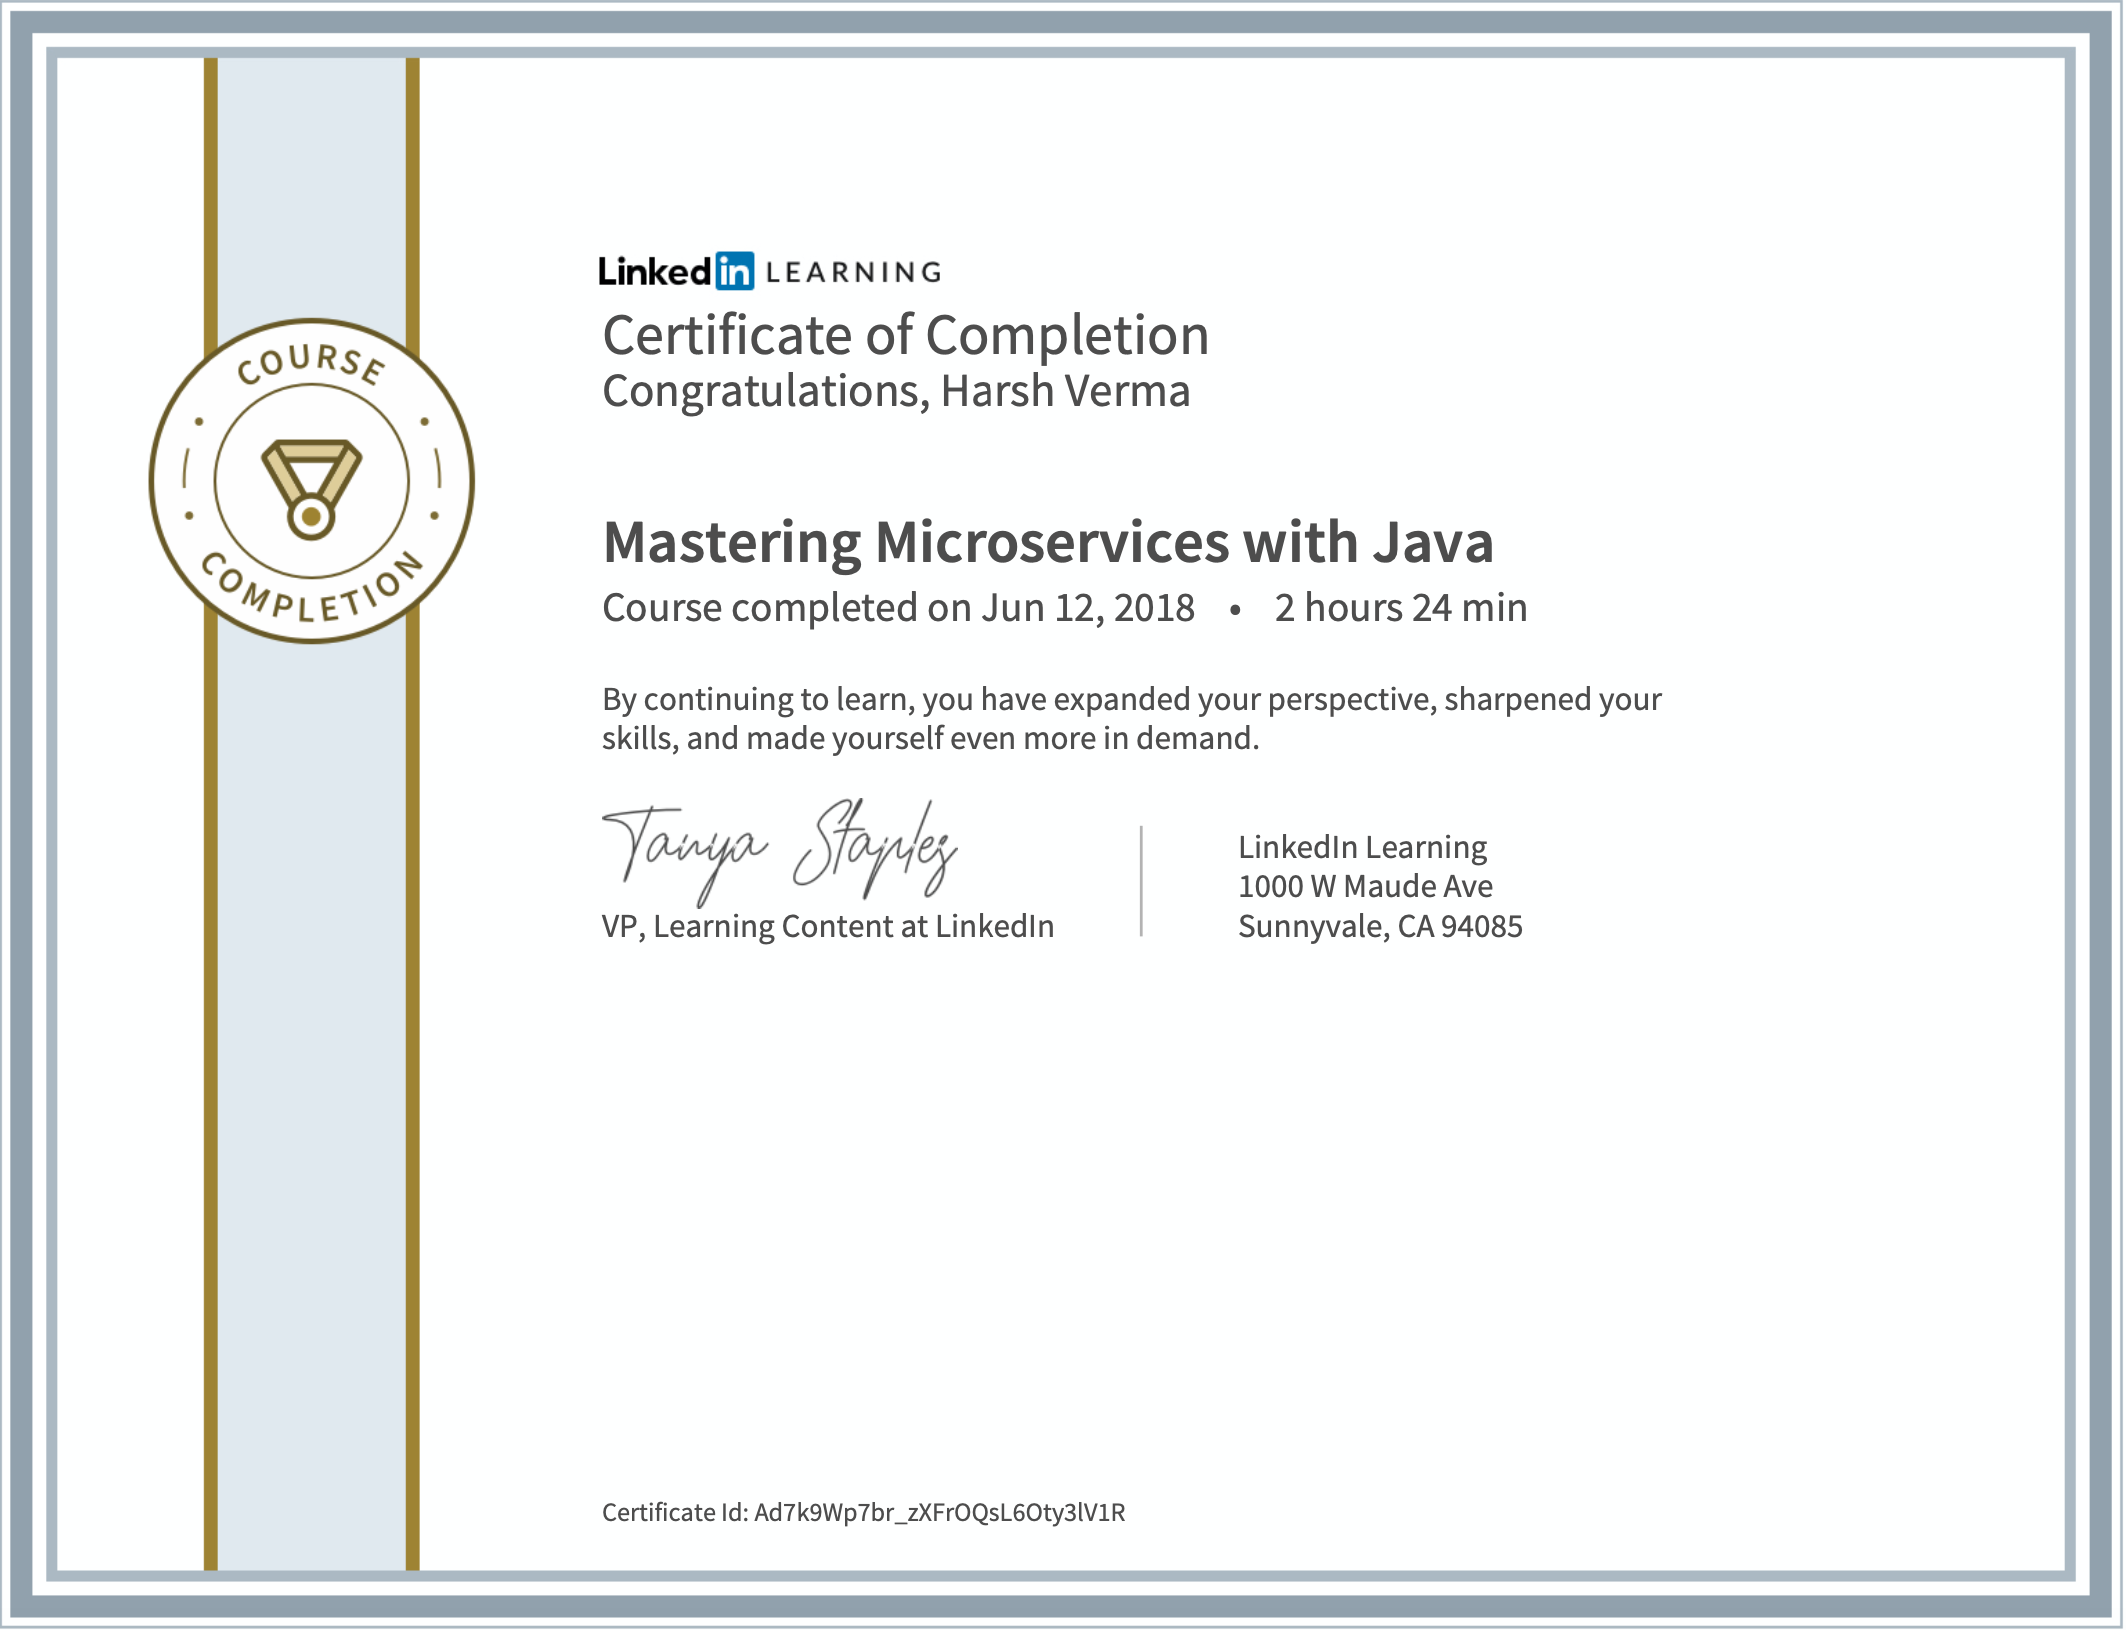 LinkedIn LEARNING
Certificate of Completion
Congratulations, Harsh Verma
COURSE
COMPLETION
Mastering Microservices with Java
Course completed on Jun 12, 2018 • 2 hours 24 min
By continuing to learn, you have expanded your perspective, sharpened your
skills, and made yourself even more in demand.
Tanya Staples
VP, Learning Content at LinkedIn
LinkedIn Learning
1000 W Maude Ave
Sunnyvale, CA 94085
Certificate Id: Ad7k9Wp7br_zXFrOQsL6Oty3lV1R